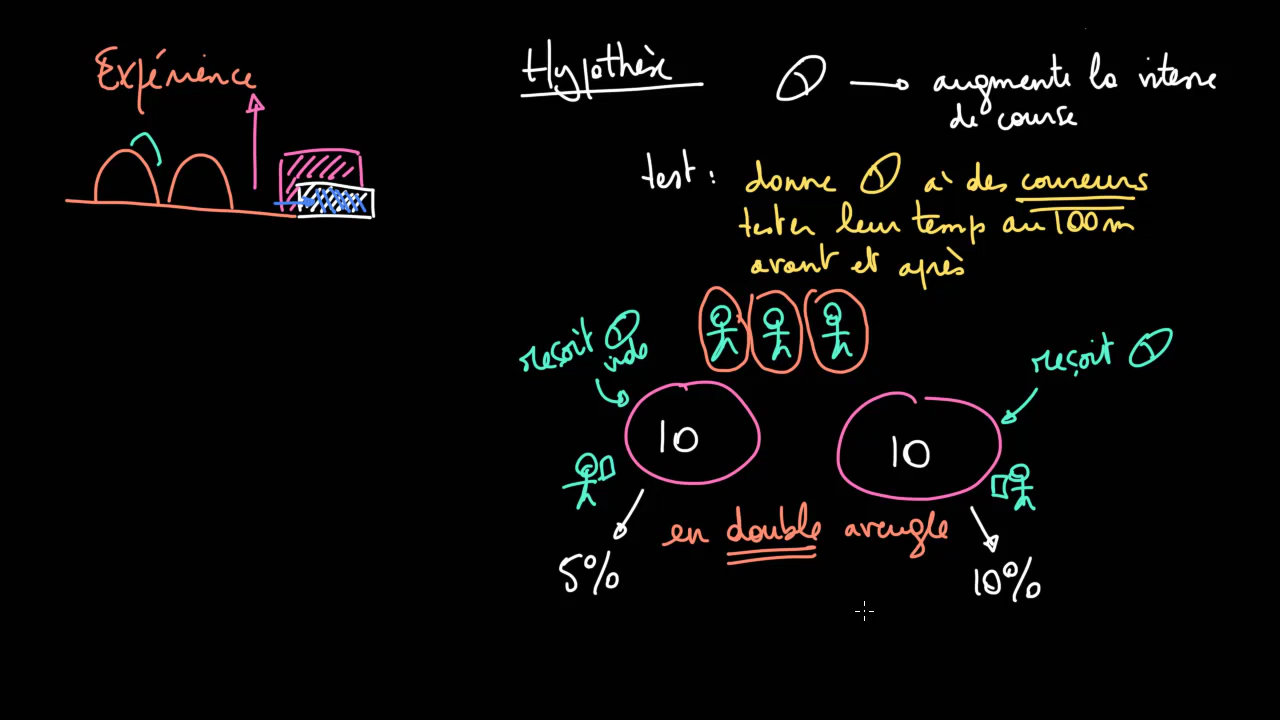 Expérience
Hypothèse
augmente la vitesse
de course
test : donne à des coureurs
tester leur temp au 100m
avant et après
reçoit
vide
reçoit
10
10
en double aveugle
5%
10%